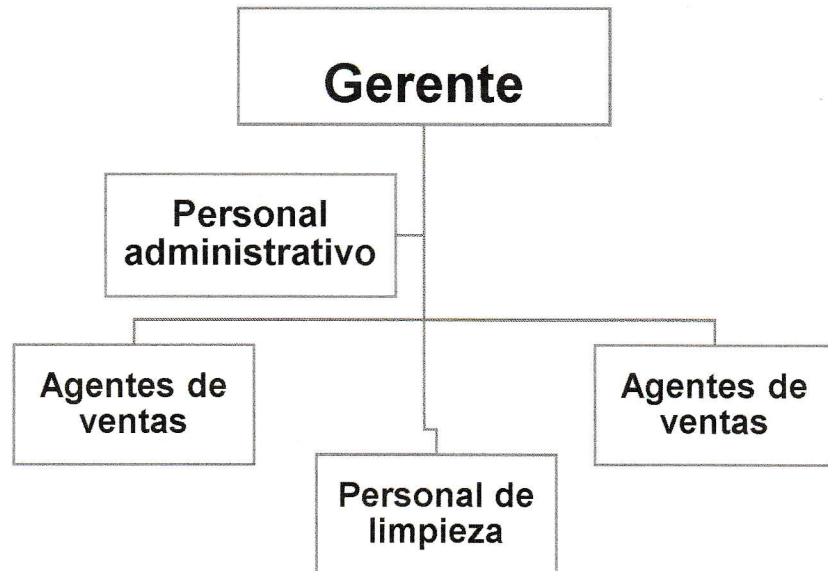 Gerente
Personal
administrativo
Agentes de
ventas
Agentes de
ventas
Personal de
limpieza